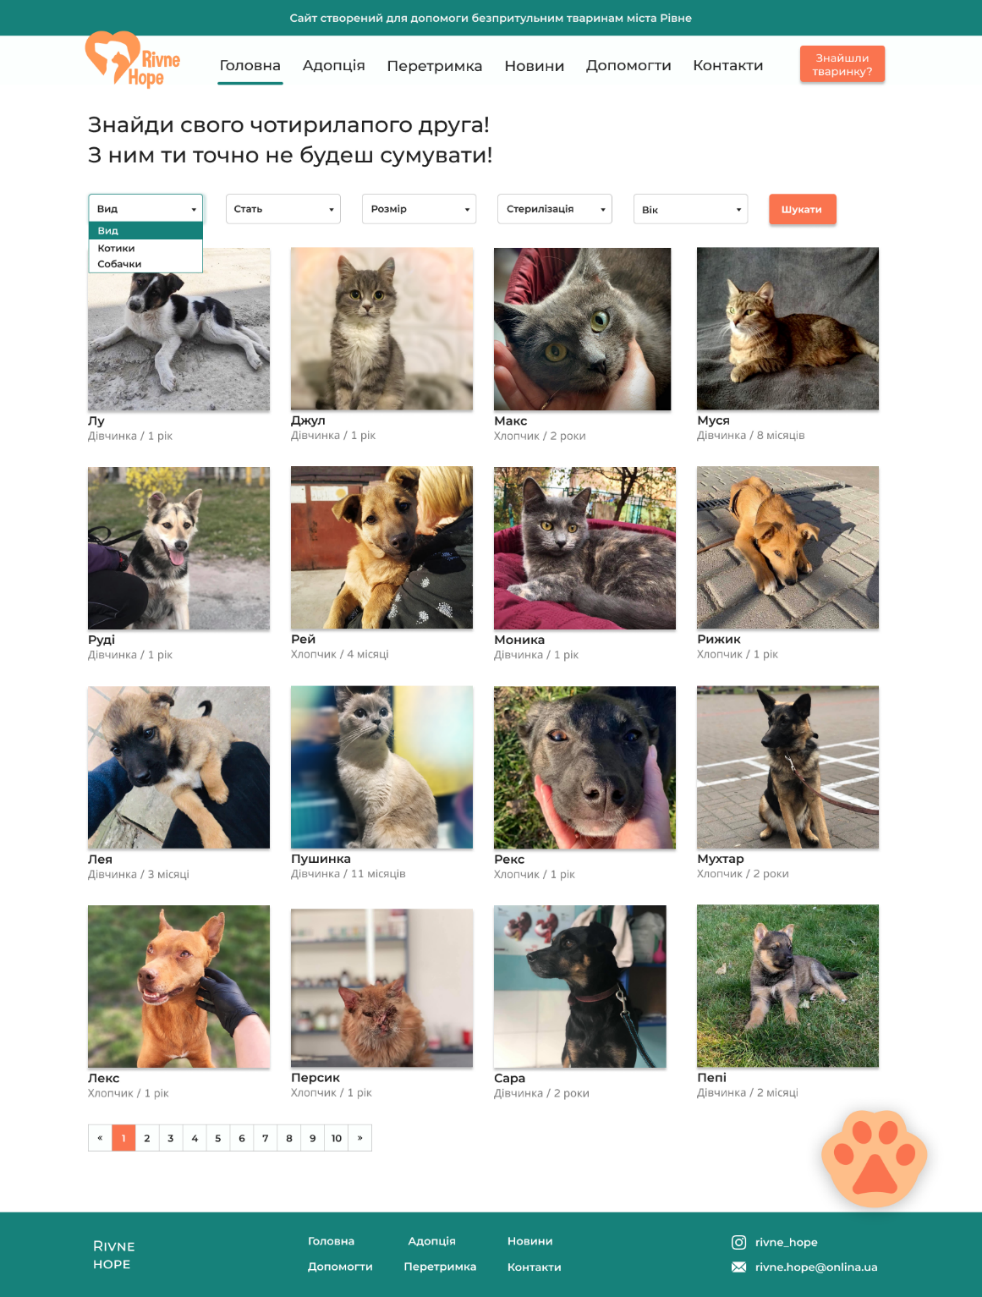 Сайт створений для допомоги безпритульним тваринам міста Рівне
Rivne
Hope
Головна Адопція Перетримка Новини Допомогти Контакти
Знайшли
тваринку?
Знайди свого чотирилапого друга!
З ним ти точно не будеш сумувати!
Вид Стать Розмір Стерилізація Вік Шукати
Вид
Котики
Собачки
Лу Джул Макс Муся
Дівчинка / 1 рік Дівчинка / 1 рік Хлопчик / 2 роки Дівчинка / 8 місяців
Руді Рей Моника Рижик
Дівчинка / 1 рік Хлопчик / 4 місяці Дівчинка / 1 рік Хлопчик / 1 рік
Лея Пушинка Рекс Мухтар
Дівчинка / 3 місяці Дівчинка / 11 місяців Хлопчик / 1 рік Хлопчик / 2 роки
Лекс Персик Сара Пепі
Хлопчик / 1 рік Хлопчик / 1 рік Дівчинка / 2 роки Дівчинка / 2 місяці
« 1 2 3 4 5 6 7 8 9 10 »
Rivne
hope
Головна Адопція Новини
Допомогти Перетримка Контакти
rivne_hope
rivne.hope@onlina.ua